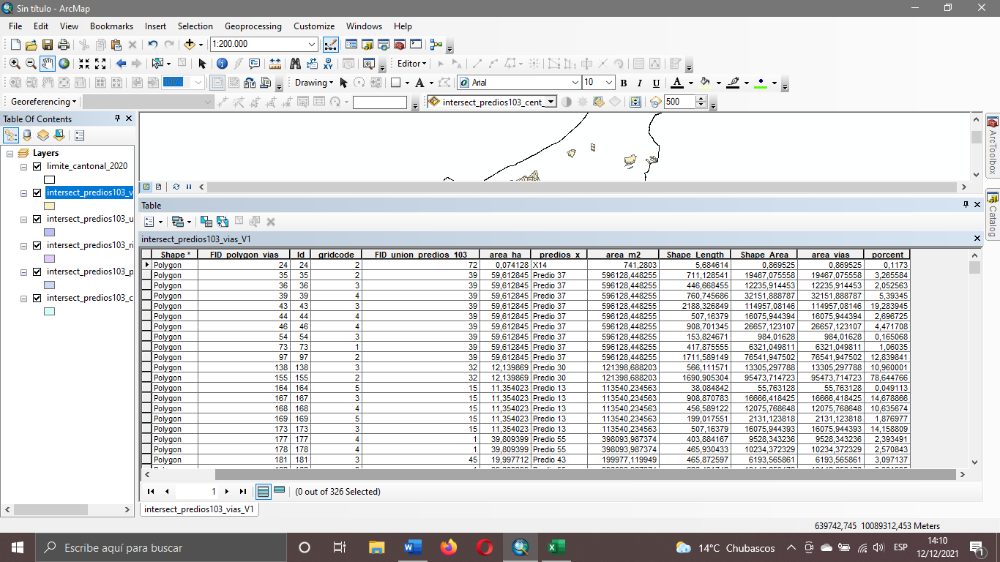 Sin título - ArcMap
File Edit View Bookmarks Insert Selection Geoprocessing Customize Windows Help
1:200.000
Editor
100%
Drawing Arial 10 B I U A
Georeferencing intersect_predios103_cent_ 500
Table Of Contents
Layers
limite_cantonal_2020
intersect_predios103_v
intersect_predios103_u
intersect_predios103_ri
intersect_predios103_p
intersect_predios103_c
ArcToolbox
Catalog
Table
intersect_predios103_vias_V1
Shape * FID_polygon_vias Id gridcode FID_union_predios_103 area_ha predios_x area_m2 Shape_Length Shape_Area area_vias porcent
Polygon 24 24 2 72 0,074128 X14 741,2803 5,684614 0,869525 0,869525 0,1173
Polygon 35 35 2 39 59,612845 Predio 37 596128,448255 711,128541 19467,075558 19467,075558 3,265584
Polygon 36 36 3 39 59,612845 Predio 37 596128,448255 446,668455 12235,914453 12235,914453 2,052563
Polygon 39 39 4 39 59,612845 Predio 37 596128,448255 760,745686 32151,888787 32151,888787 5,39345
Polygon 43 43 3 39 59,612845 Predio 37 596128,448255 2188,326849 114957,08146 114957,08146 19,283945
Polygon 44 44 4 39 59,612845 Predio 37 596128,448255 507,16379 16075,944394 16075,944394 2,696725
Polygon 46 46 4 39 59,612845 Predio 37 596128,448255 908,701345 26657,123107 26657,123107 4,471708
Polygon 54 54 3 39 59,612845 Predio 37 596128,448255 153,824671 984,01628 984,01628 0,165068
Polygon 73 73 1 39 59,612845 Predio 37 596128,448255 417,875555 6321,049811 6321,049811 1,06035
Polygon 97 97 2 39 59,612845 Predio 37 596128,448255 1711,589149 76541,947502 76541,947502 12,839841
Polygon 138 138 3 32 12,139869 Predio 30 121398,688203 566,111571 13305,297788 13305,297788 10,960001
Polygon 155 155 2 32 12,139869 Predio 30 121398,688203 1690,905304 95473,714723 95473,714723 78,644766
Polygon 164 164 5 15 11,354023 Predio 13 113540,234563 38,084842 55,763128 55,763128 0,049113
Polygon 167 167 3 15 11,354023 Predio 13 113540,234563 908,870783 16666,418425 16666,418425 14,678866
Polygon 168 168 4 15 11,354023 Predio 13 113540,234563 456,589122 12075,768648 12075,768648 10,635674
Polygon 169 169 5 15 11,354023 Predio 13 113540,234563 199,017551 2131,123818 2131,123818 1,876977
Polygon 173 173 3 15 11,354023 Predio 13 113540,234563 507,16379 16075,944393 16075,944393 14,158809
Polygon 177 177 4 1 39,809399 Predio 55 398093,987374 403,884167 9528,343236 9528,343236 2,393491
Polygon 178 178 4 1 39,809399 Predio 55 398093,987374 465,930433 10234,372329 10234,372329 2,570843
Polygon 181 181 3 45 19,997712 Predio 43 199977,119949 465,872597 6193,565861 6193,565861 3,097137
1 (0 out of 326 Selected)
intersect_predios103_vias_V1
639742,745 10089312,453 Meters
Escribe aquí para buscar
14°C Chubascos ESP 14:10
12/12/2021
1